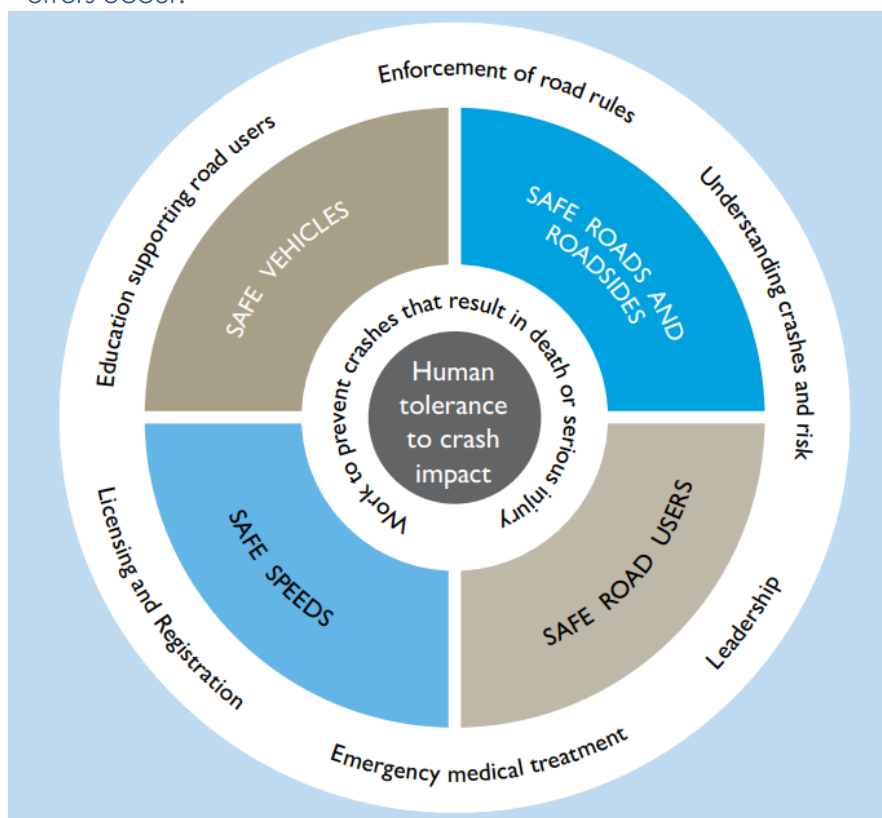 errors occur.
Enforcement of road rules
Understanding crashes and risk
Leadership
Emergency medical treatment
Licensing and Registration
Education supporting road users
SAFE VEHICLES
SAFE ROADS AND
ROADSIDES
SAFE ROAD USERS
SAFE SPEEDS
Work to prevent crashes that result in death or serious injury
Human
tolerance
to crash
impact